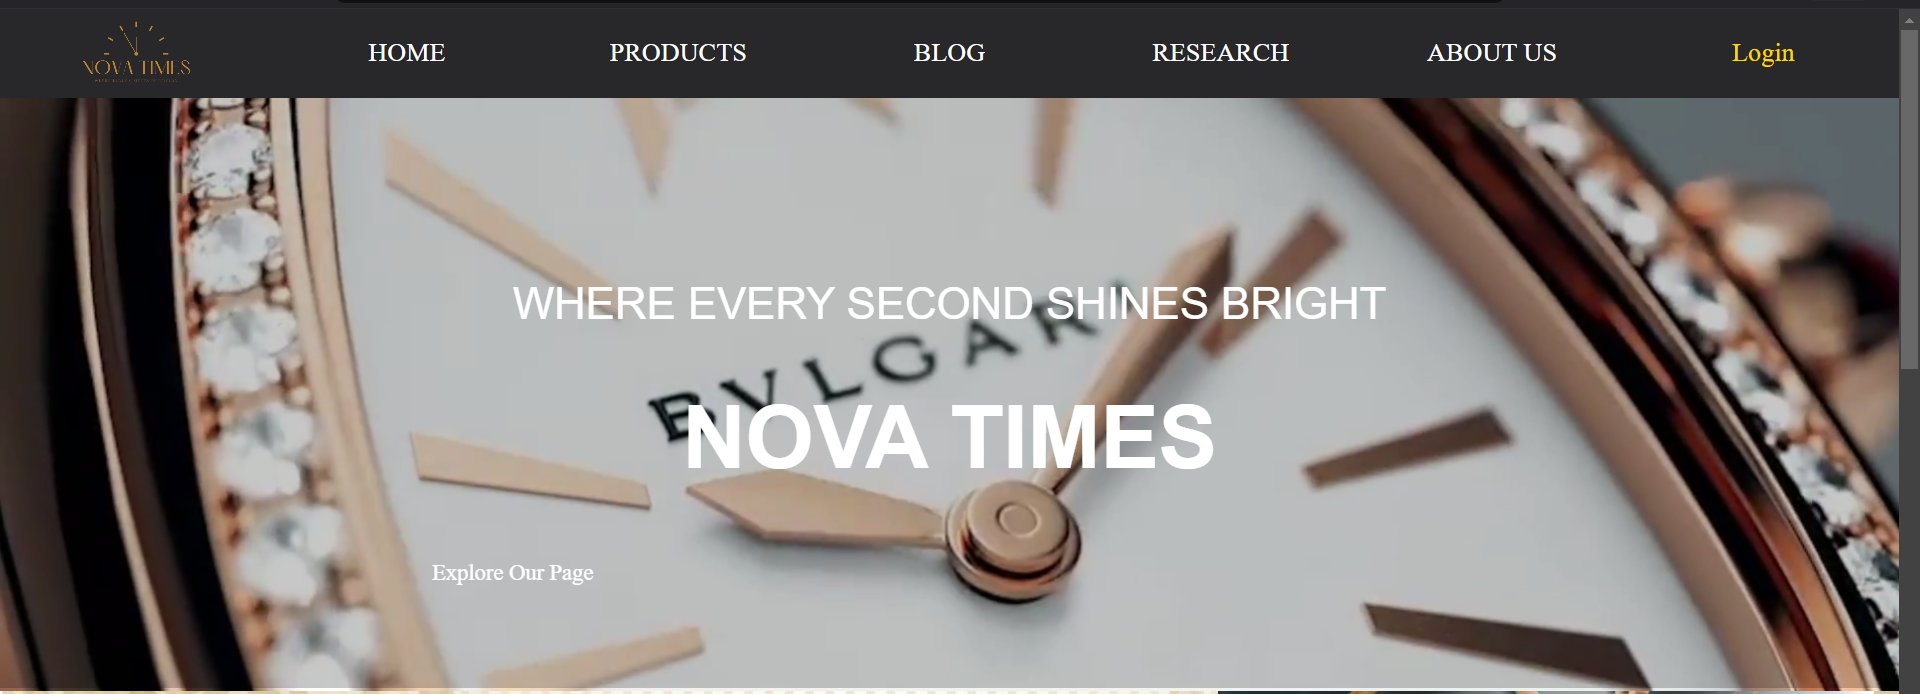 NOVA TIMES
HOME
PRODUCTS
BLOG
RESEARCH
ABOUT US
Login
WHERE EVERY SECOND SHINES BRIGHT
BVLGARI
NOVA TIMES
Explore Our Page